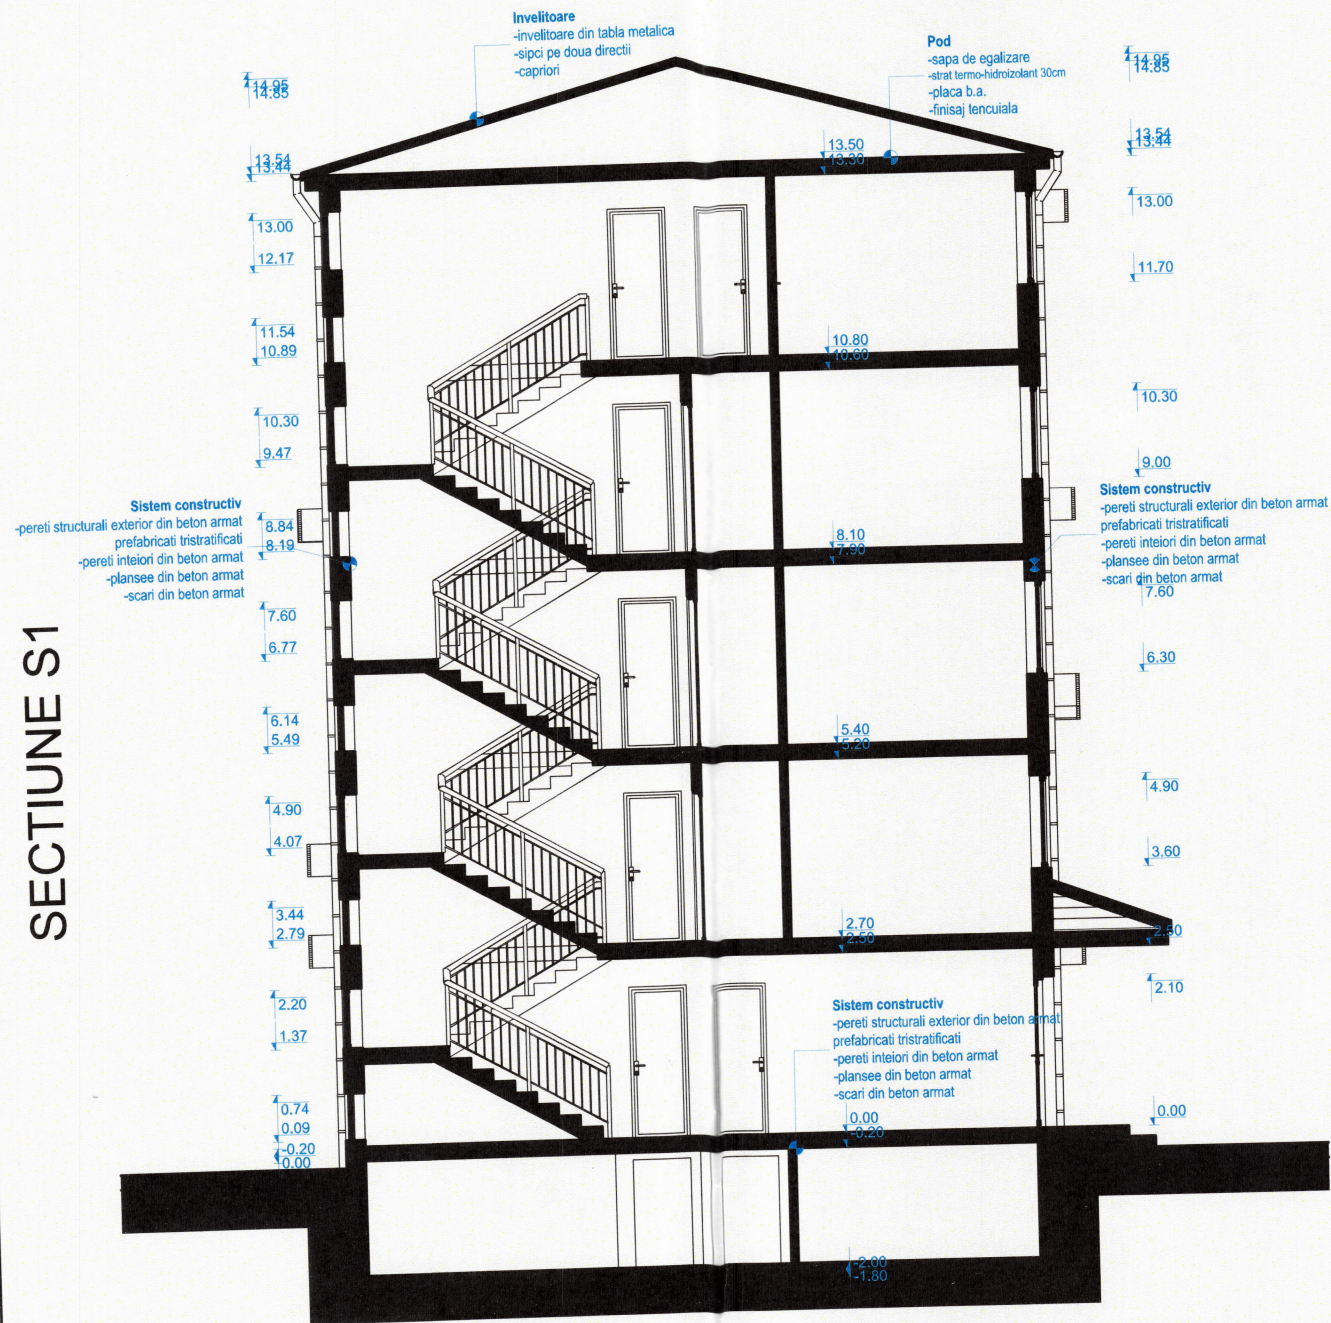 Invelitoare
-invelitoare din tabla metalica
-sipci pe doua directii
-capriori
Pod
-sapa de egalizare
-strat termo-hidroizolant 30cm
-placa b.a.
-finisaj tencuiala
14.95
14.85
14.95
14.85
13.54
13.44
13.50
13.30
13.54
13.44
13.00
13.00
12.17
11.70
11.54
10.89
10.80
10.60
10.30
10.30
9.47
9.00
Sistem constructiv
-pereti structurali exterior din beton armat
prefabricati tristratificati
-pereti inteiori din beton armat
-plansee din beton armat
-scari din beton armat
8.84
8.19
8.10
7.90
Sistem constructiv
-pereti structurali exterior din beton armat
prefabricati tristratificati
-pereti inteiori din beton armat
-plansee din beton armat
-scari din beton armat
7.60
7.60
6.77
6.30
SECTIUNE S1
6.14
5.49
5.40
5.20
4.90
4.90
4.07
3.60
3.44
2.79
2.70
2.50
2.50
2.20
2.10
1.37
Sistem constructiv
-pereti structurali exterior din beton armat
prefabricati tristratificati
-pereti inteiori din beton armat
-plansee din beton armat
-scari din beton armat
0.74
0.09
0.00
-0.20
0.00
-0.20
0.00
-2.00
-1.80